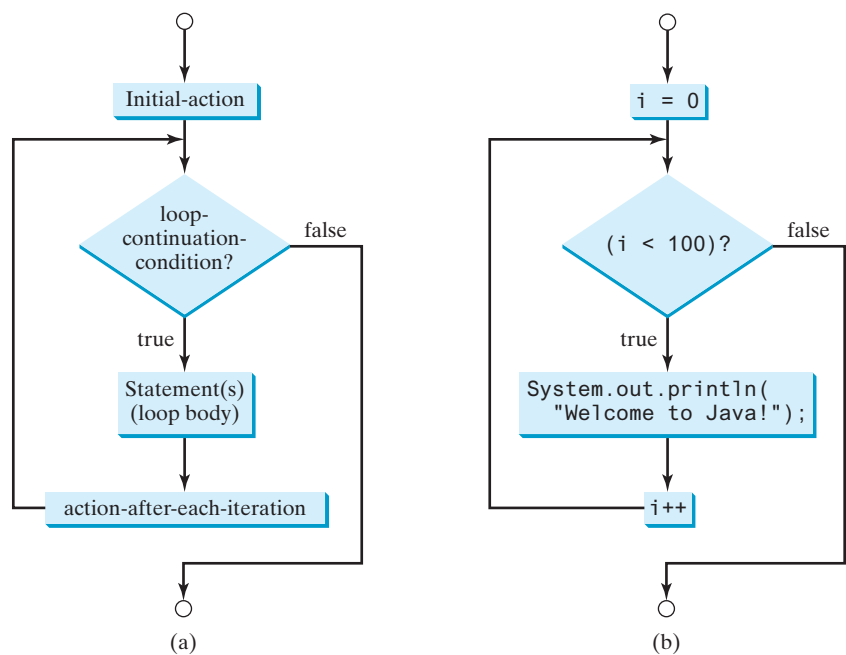 Initial-action
loop-
continuation-
condition?
false
true
Statement(s)
(loop body)
action-after-each-iteration
(a)
i = 0
(i < 100)?
false
true
System.out.println(
"Welcome to Java!");
i++
(b)